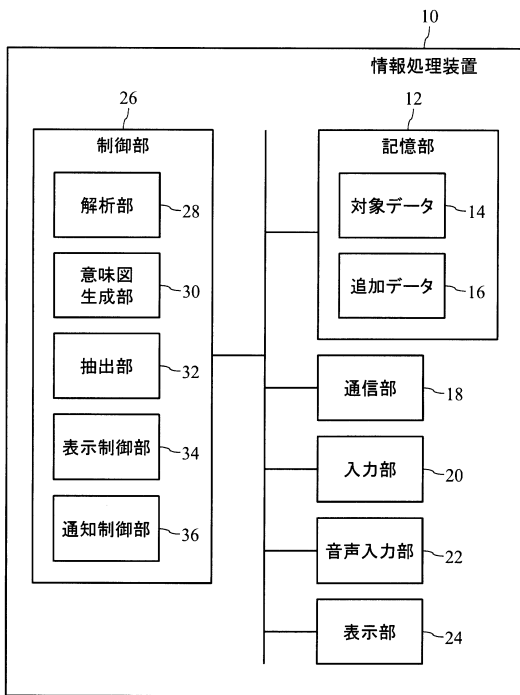 10
情報処理装置
26
制御部
解析部
28
意味図
生成部
30
抽出部
32
表示制御部
34
通知制御部
36
12
記憶部
対象データ
14
追加データ
16
通信部
18
入力部
20
音声入力部
22
表示部
24